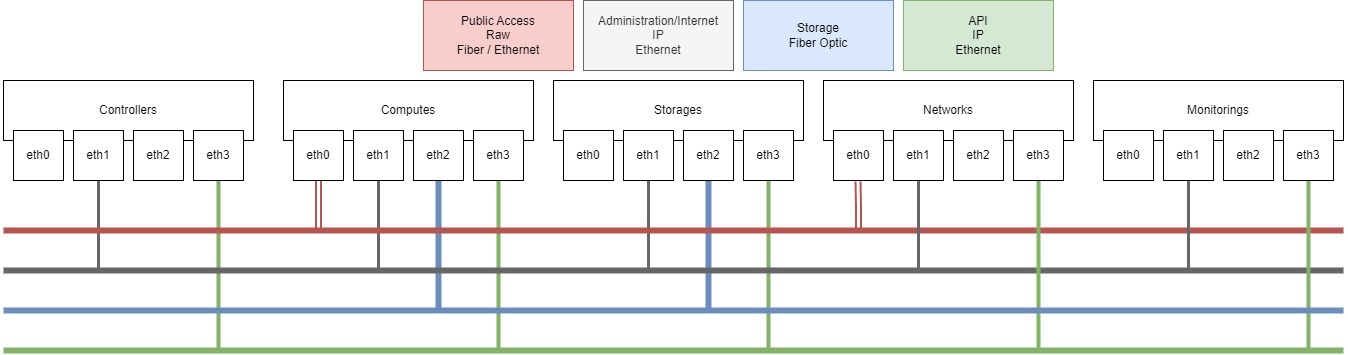 Public Access
Raw
Fiber / Ethernet
Administration/Internet
IP
Ethernet
Storage
Fiber Optic
API
IP
Ethernet
Controllers
eth0
eth1
eth2
eth3
Computes
eth0
eth1
eth2
eth3
Storages
eth0
eth1
eth2
eth3
Networks
eth0
eth1
eth2
eth3
Monitorings
eth0
eth1
eth2
eth3